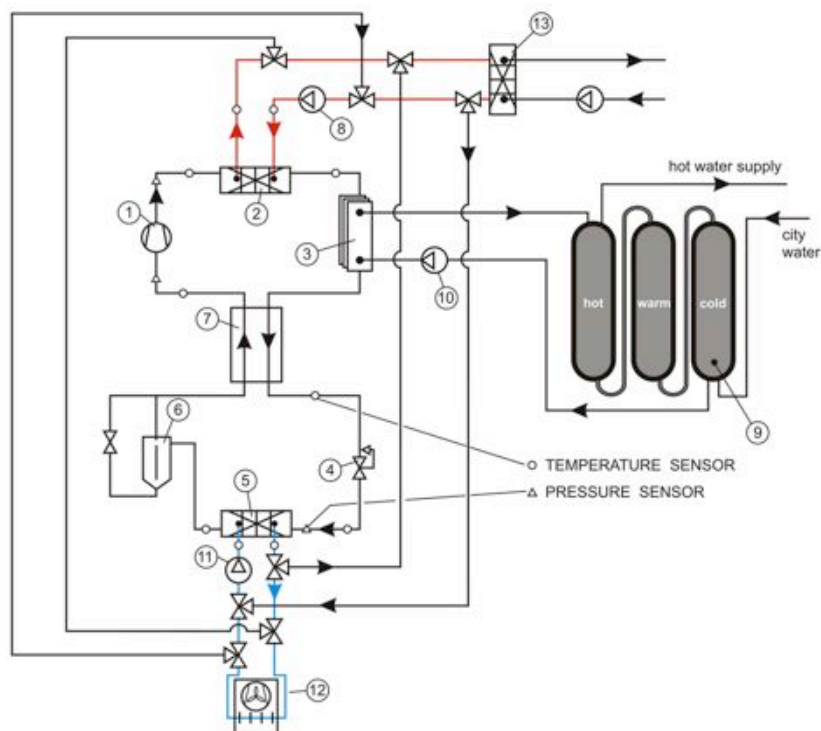 13
8
hot water supply
1
2
city
water
3
10
hot
warm
cold
7
6
9
4
TEMPERATURE SENSOR
5
PRESSURE SENSOR
11
12